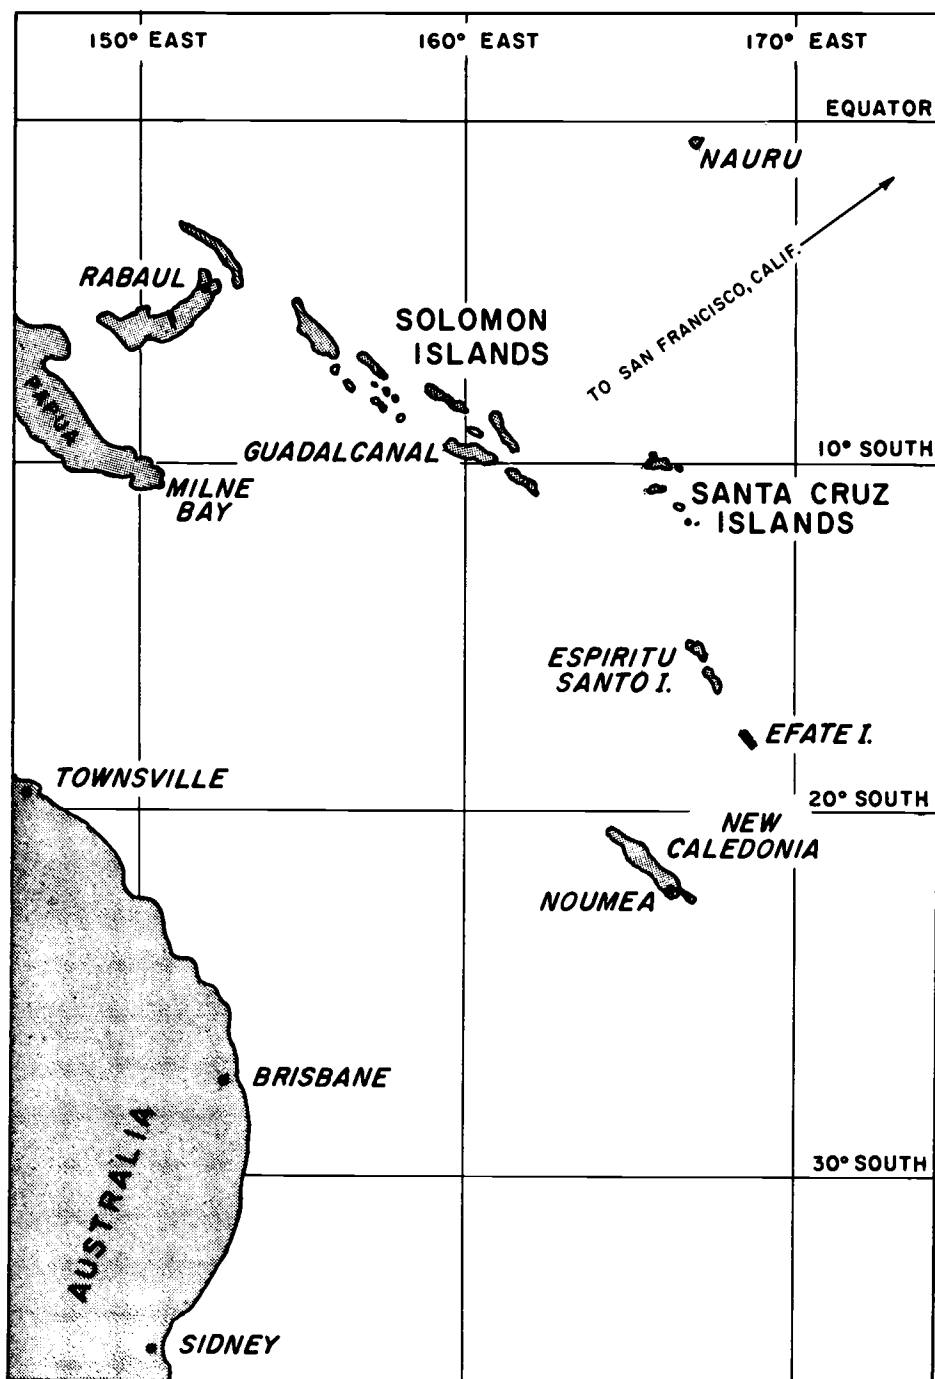 150° EAST
160° EAST
170° EAST
EQUATOR
NAURU
TO SAN FRANCISCO, CALIF.
RABAUL
SOLOMON
ISLANDS
PAPUA
GUADALCANAL
10° SOUTH
MILNE
BAY
SANTA CRUZ
ISLANDS
ESPIRITU
SANTO I.
EFATE I.
TOWNSVILLE
20° SOUTH
NEW
CALEDONIA
NOUMEA
BRISBANE
AUSTRALIA
30° SOUTH
SIDNEY